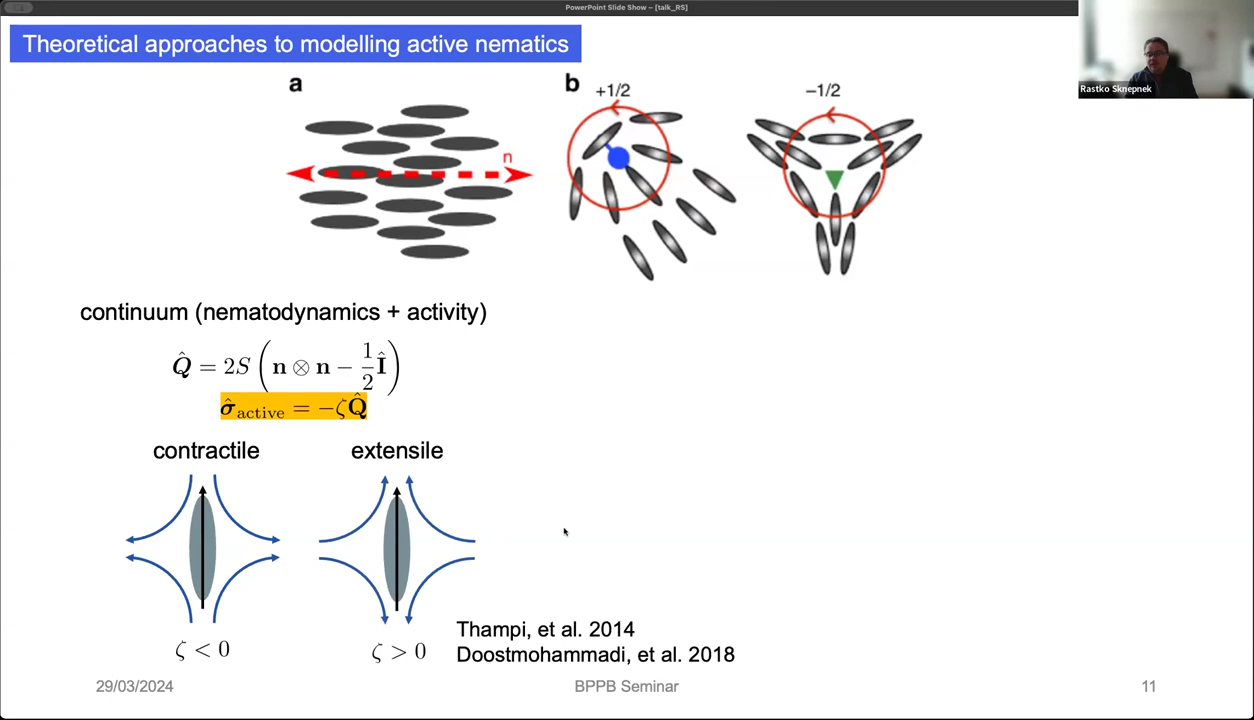 PowerPoint Slide Show – [talk_RS]
Theoretical approaches to modelling active nematics
Rastko Sknepnek
a
n
b
+1/2
−1/2
continuum (nematodynamics + activity)
Q̂ = 2S (n ⊗ n − 1/2 Î)
σ̂active = −ζQ̂
contractile
extensile
ζ < 0
ζ > 0
Thampi, et al. 2014
Doostmohammadi, et al. 2018
29/03/2024
BPPB Seminar
11